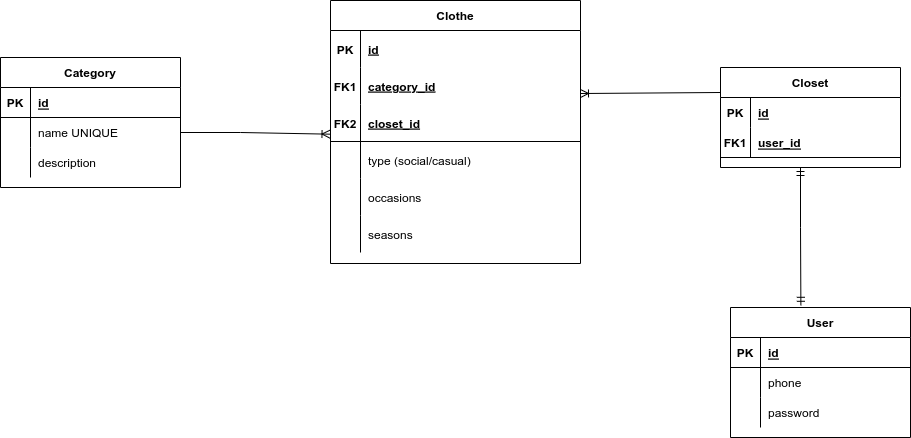 Category
PK id
name UNIQUE
description
Clothe
PK id
FK1 category_id
FK2 closet_id
type (social/casual)
occasions
seasons
Closet
PK id
FK1 user_id
User
PK id
phone
password